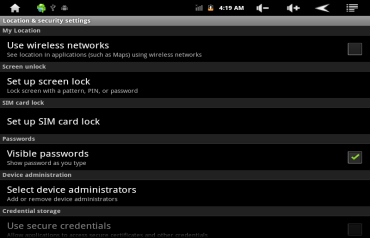 4:19 AM
Location & security settings
My Location
Use wireless networks
See location in applications (such as Maps) using wireless networks
Screen unlock
Set up screen lock
Lock screen with a pattern, PIN, or password
SIM card lock
Set up SIM card lock
Passwords
Visible passwords
Show password as you type
Device administration
Select device administrators
Add or remove device administrators
Credential storage
Use secure credentials
Allow applications to access secure certificates and other credentials